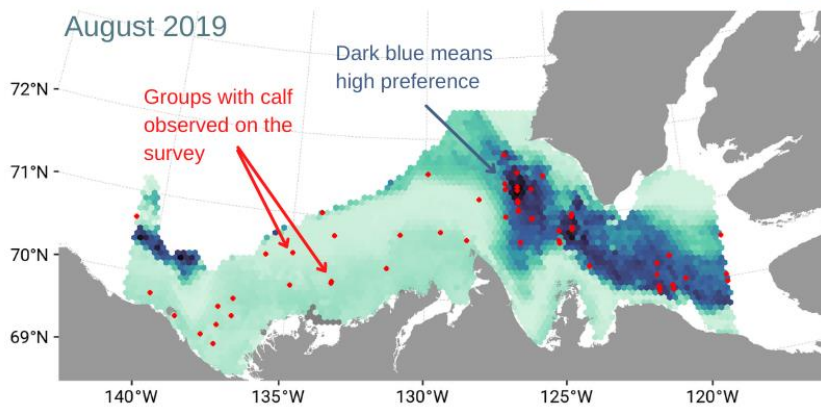 August 2019
Dark blue means
high preference
Groups with calf
observed on the
survey
72°N
71°N
70°N
69°N
140°W
135°W
130°W
125°W
120°W